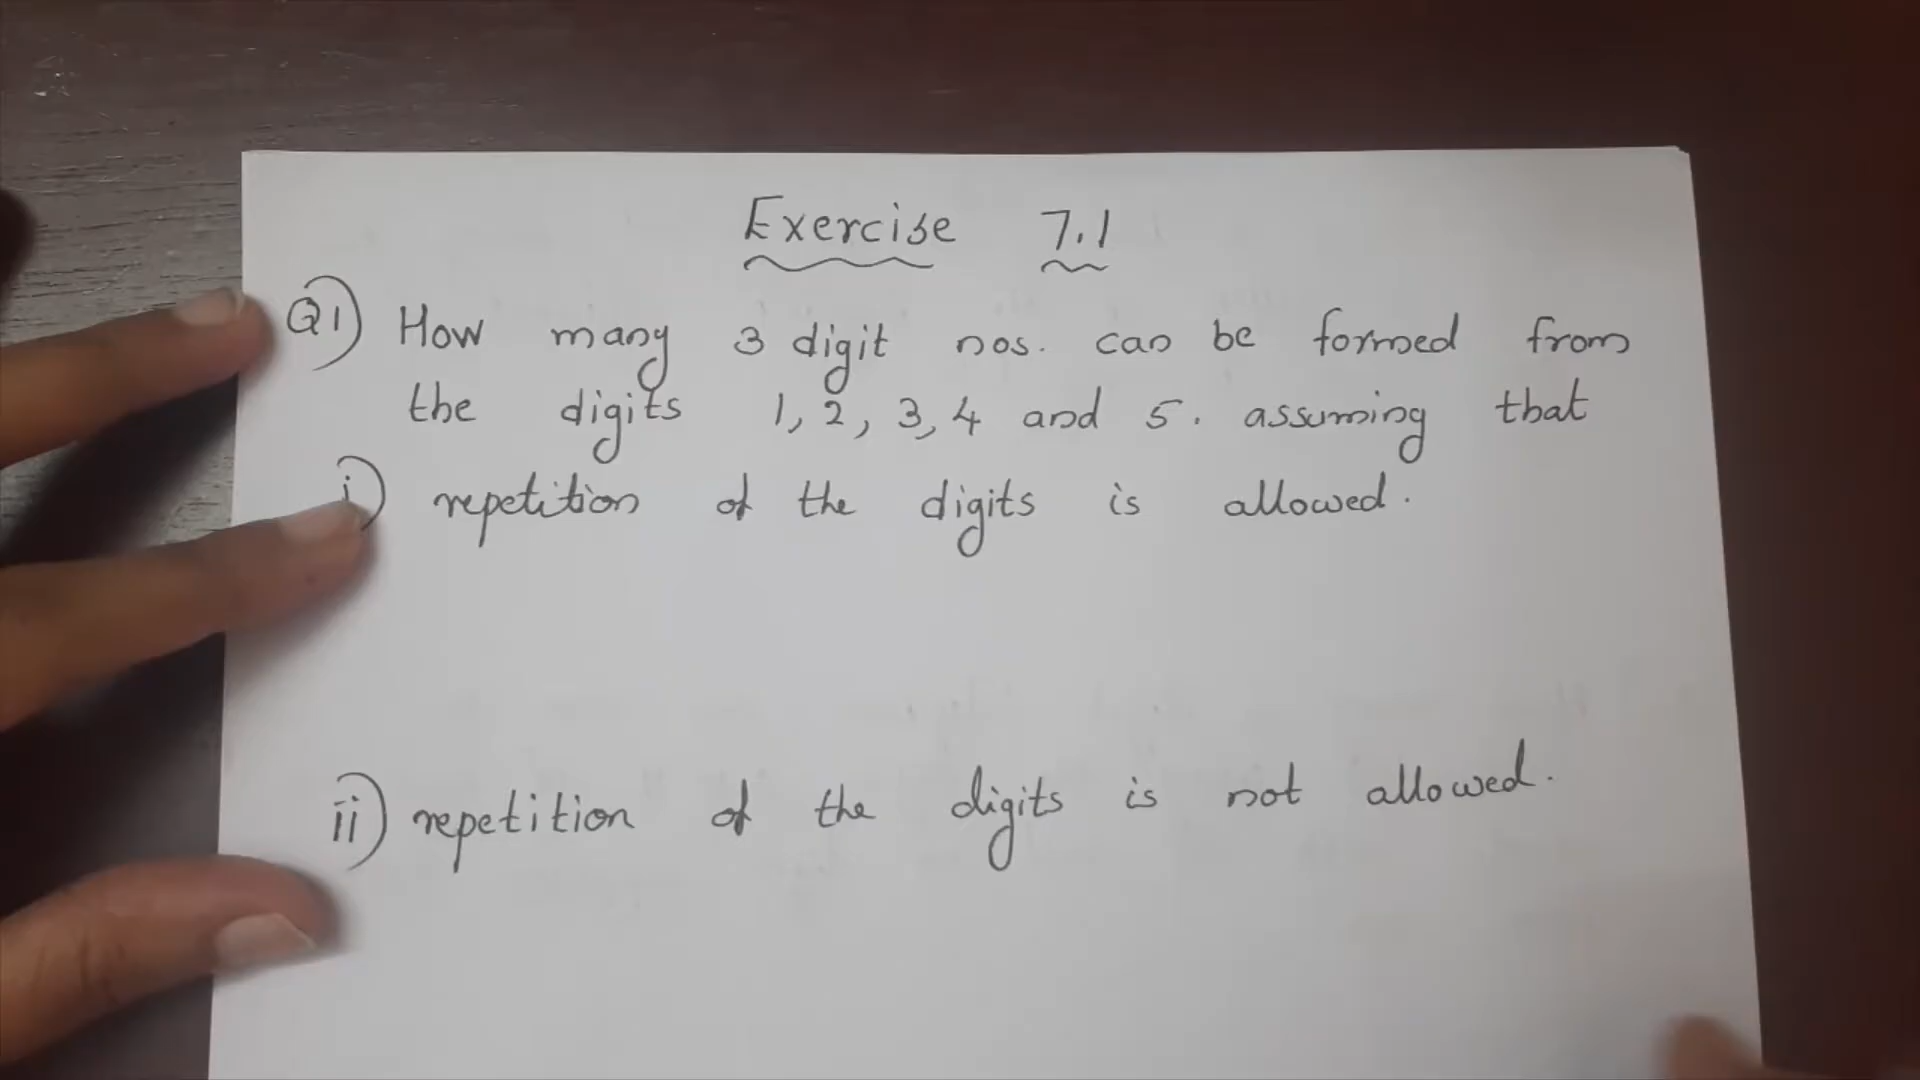 Exercise 7.1
Q1) How many 3 digit nos. can be formed from
the digits 1, 2, 3, 4 and 5. assuming that
i) repetition of the digits is allowed.
ii) repetition of the digits is not allowed.